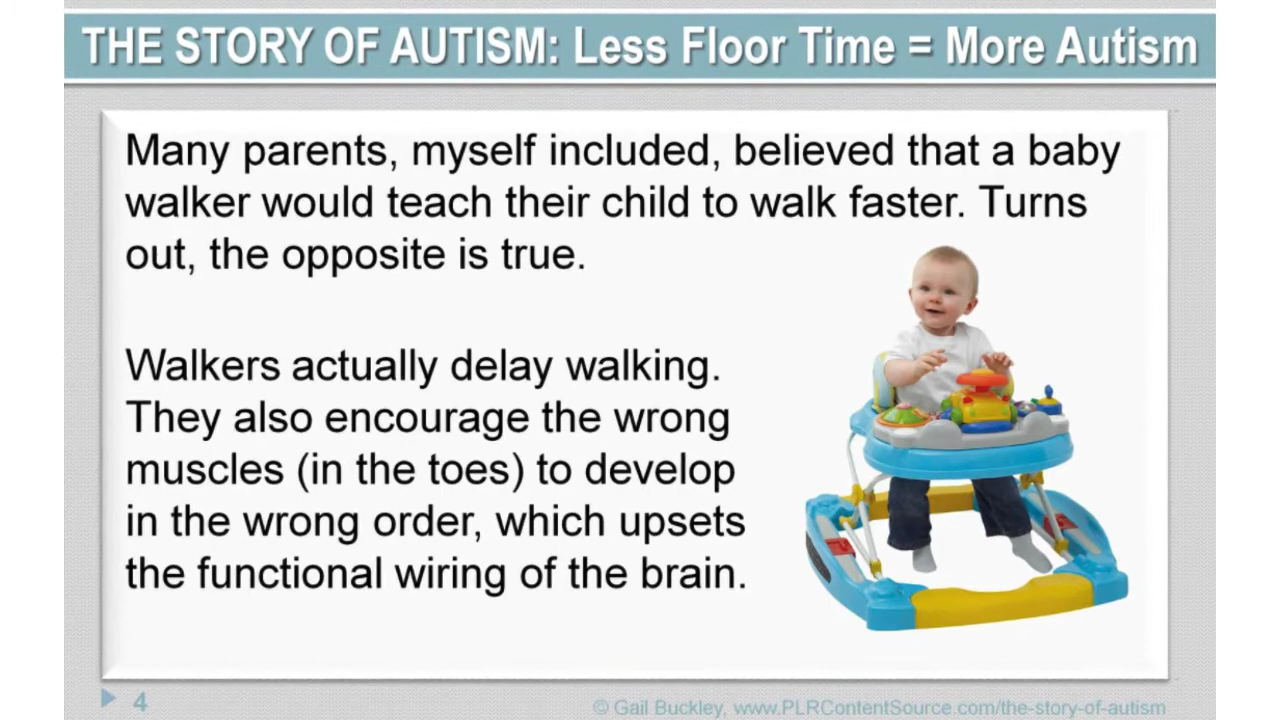 THE STORY OF AUTISM: Less Floor Time = More Autism
Many parents, myself included, believed that a baby
walker would teach their child to walk faster. Turns
out, the opposite is true.
Walkers actually delay walking.
They also encourage the wrong
muscles (in the toes) to develop
in the wrong order, which upsets
the functional wiring of the brain.
4
© Gail Buckley, www.PLRContentSource.com/the-story-of-autism